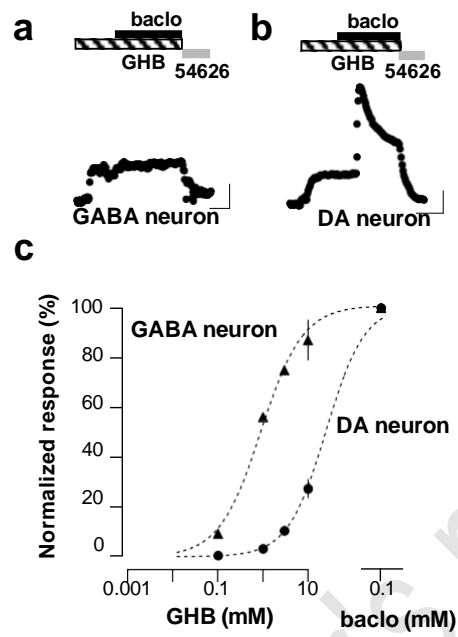 a
baclo
GHB
54626
GABA neuron
b
baclo
GHB
54626
DA neuron
c
Normalized response (%)
100
80
60
40
20
0
GABA neuron
DA neuron
0.001
0.1
10
0.1
GHB (mM)
baclo (mM)